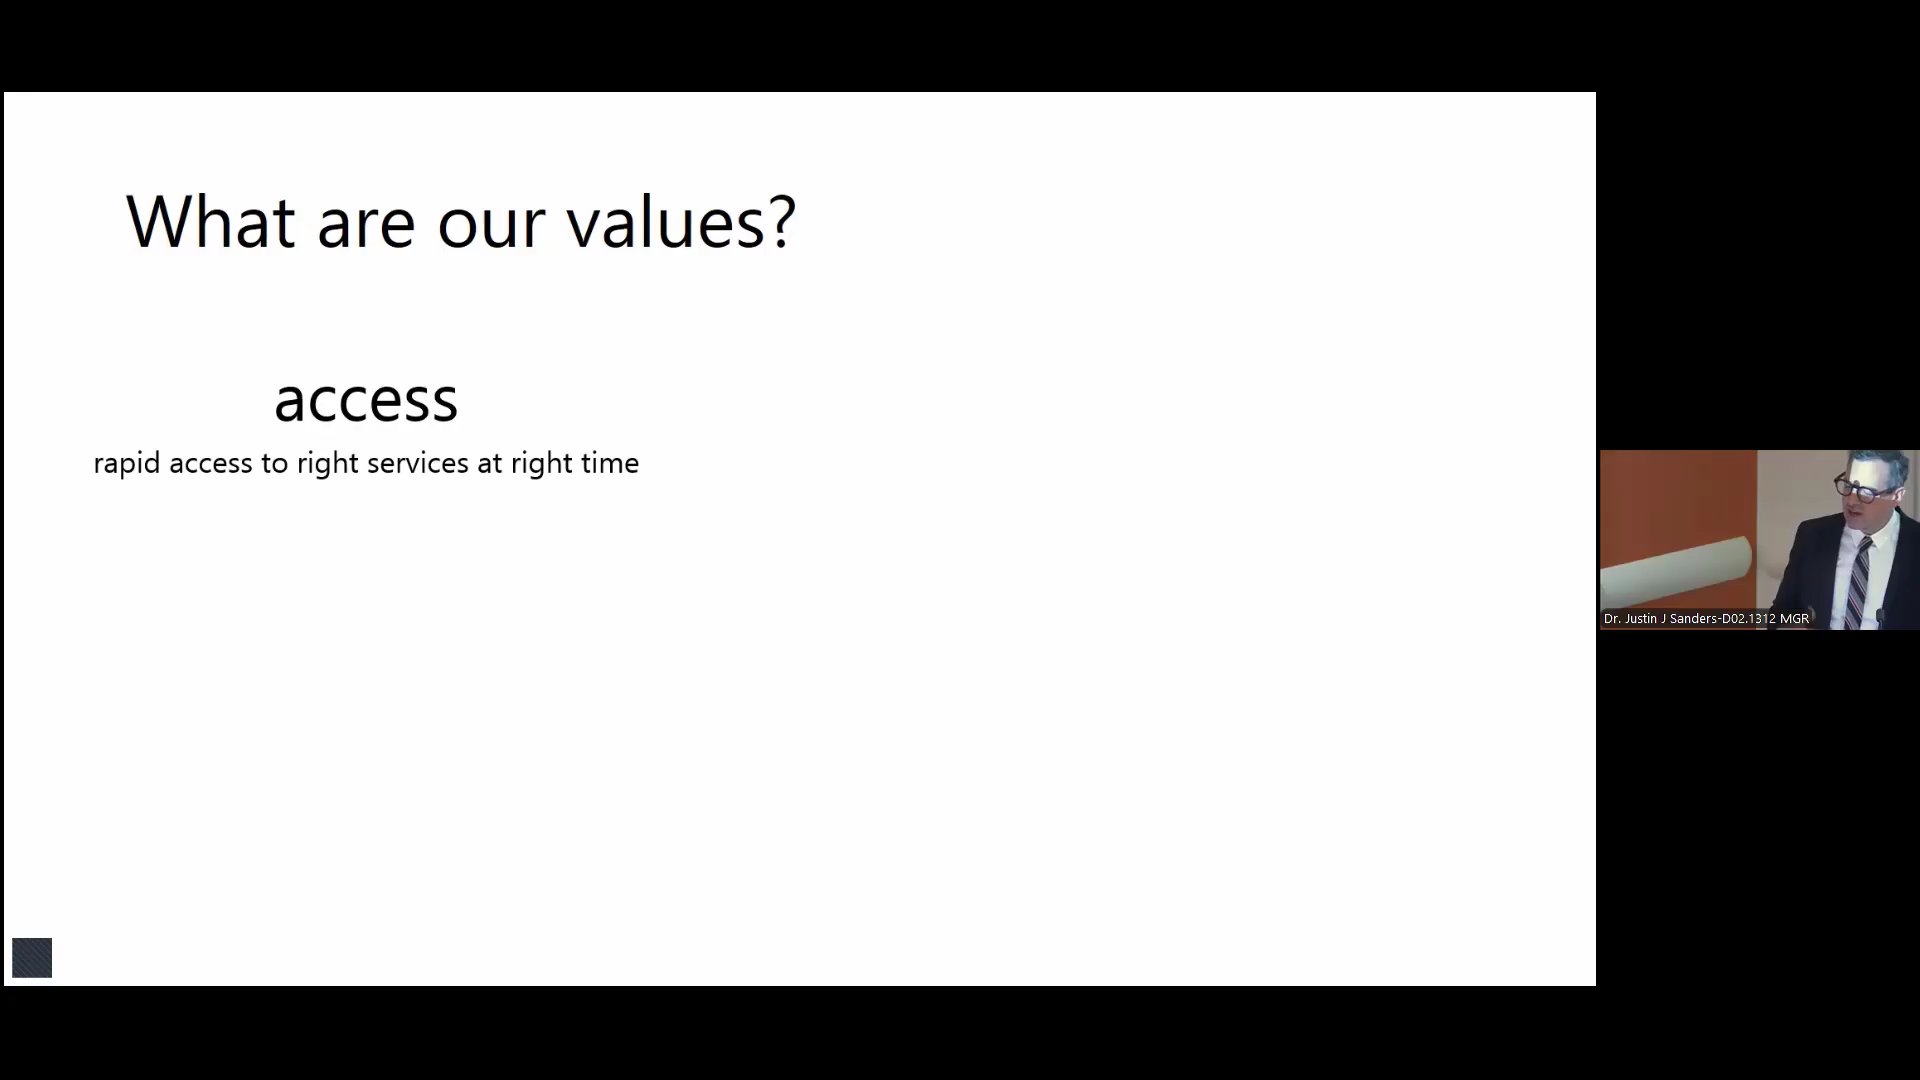 What are our values?
access
rapid access to right services at right time
Dr. Justin J Sanders-D02.1312 MGR